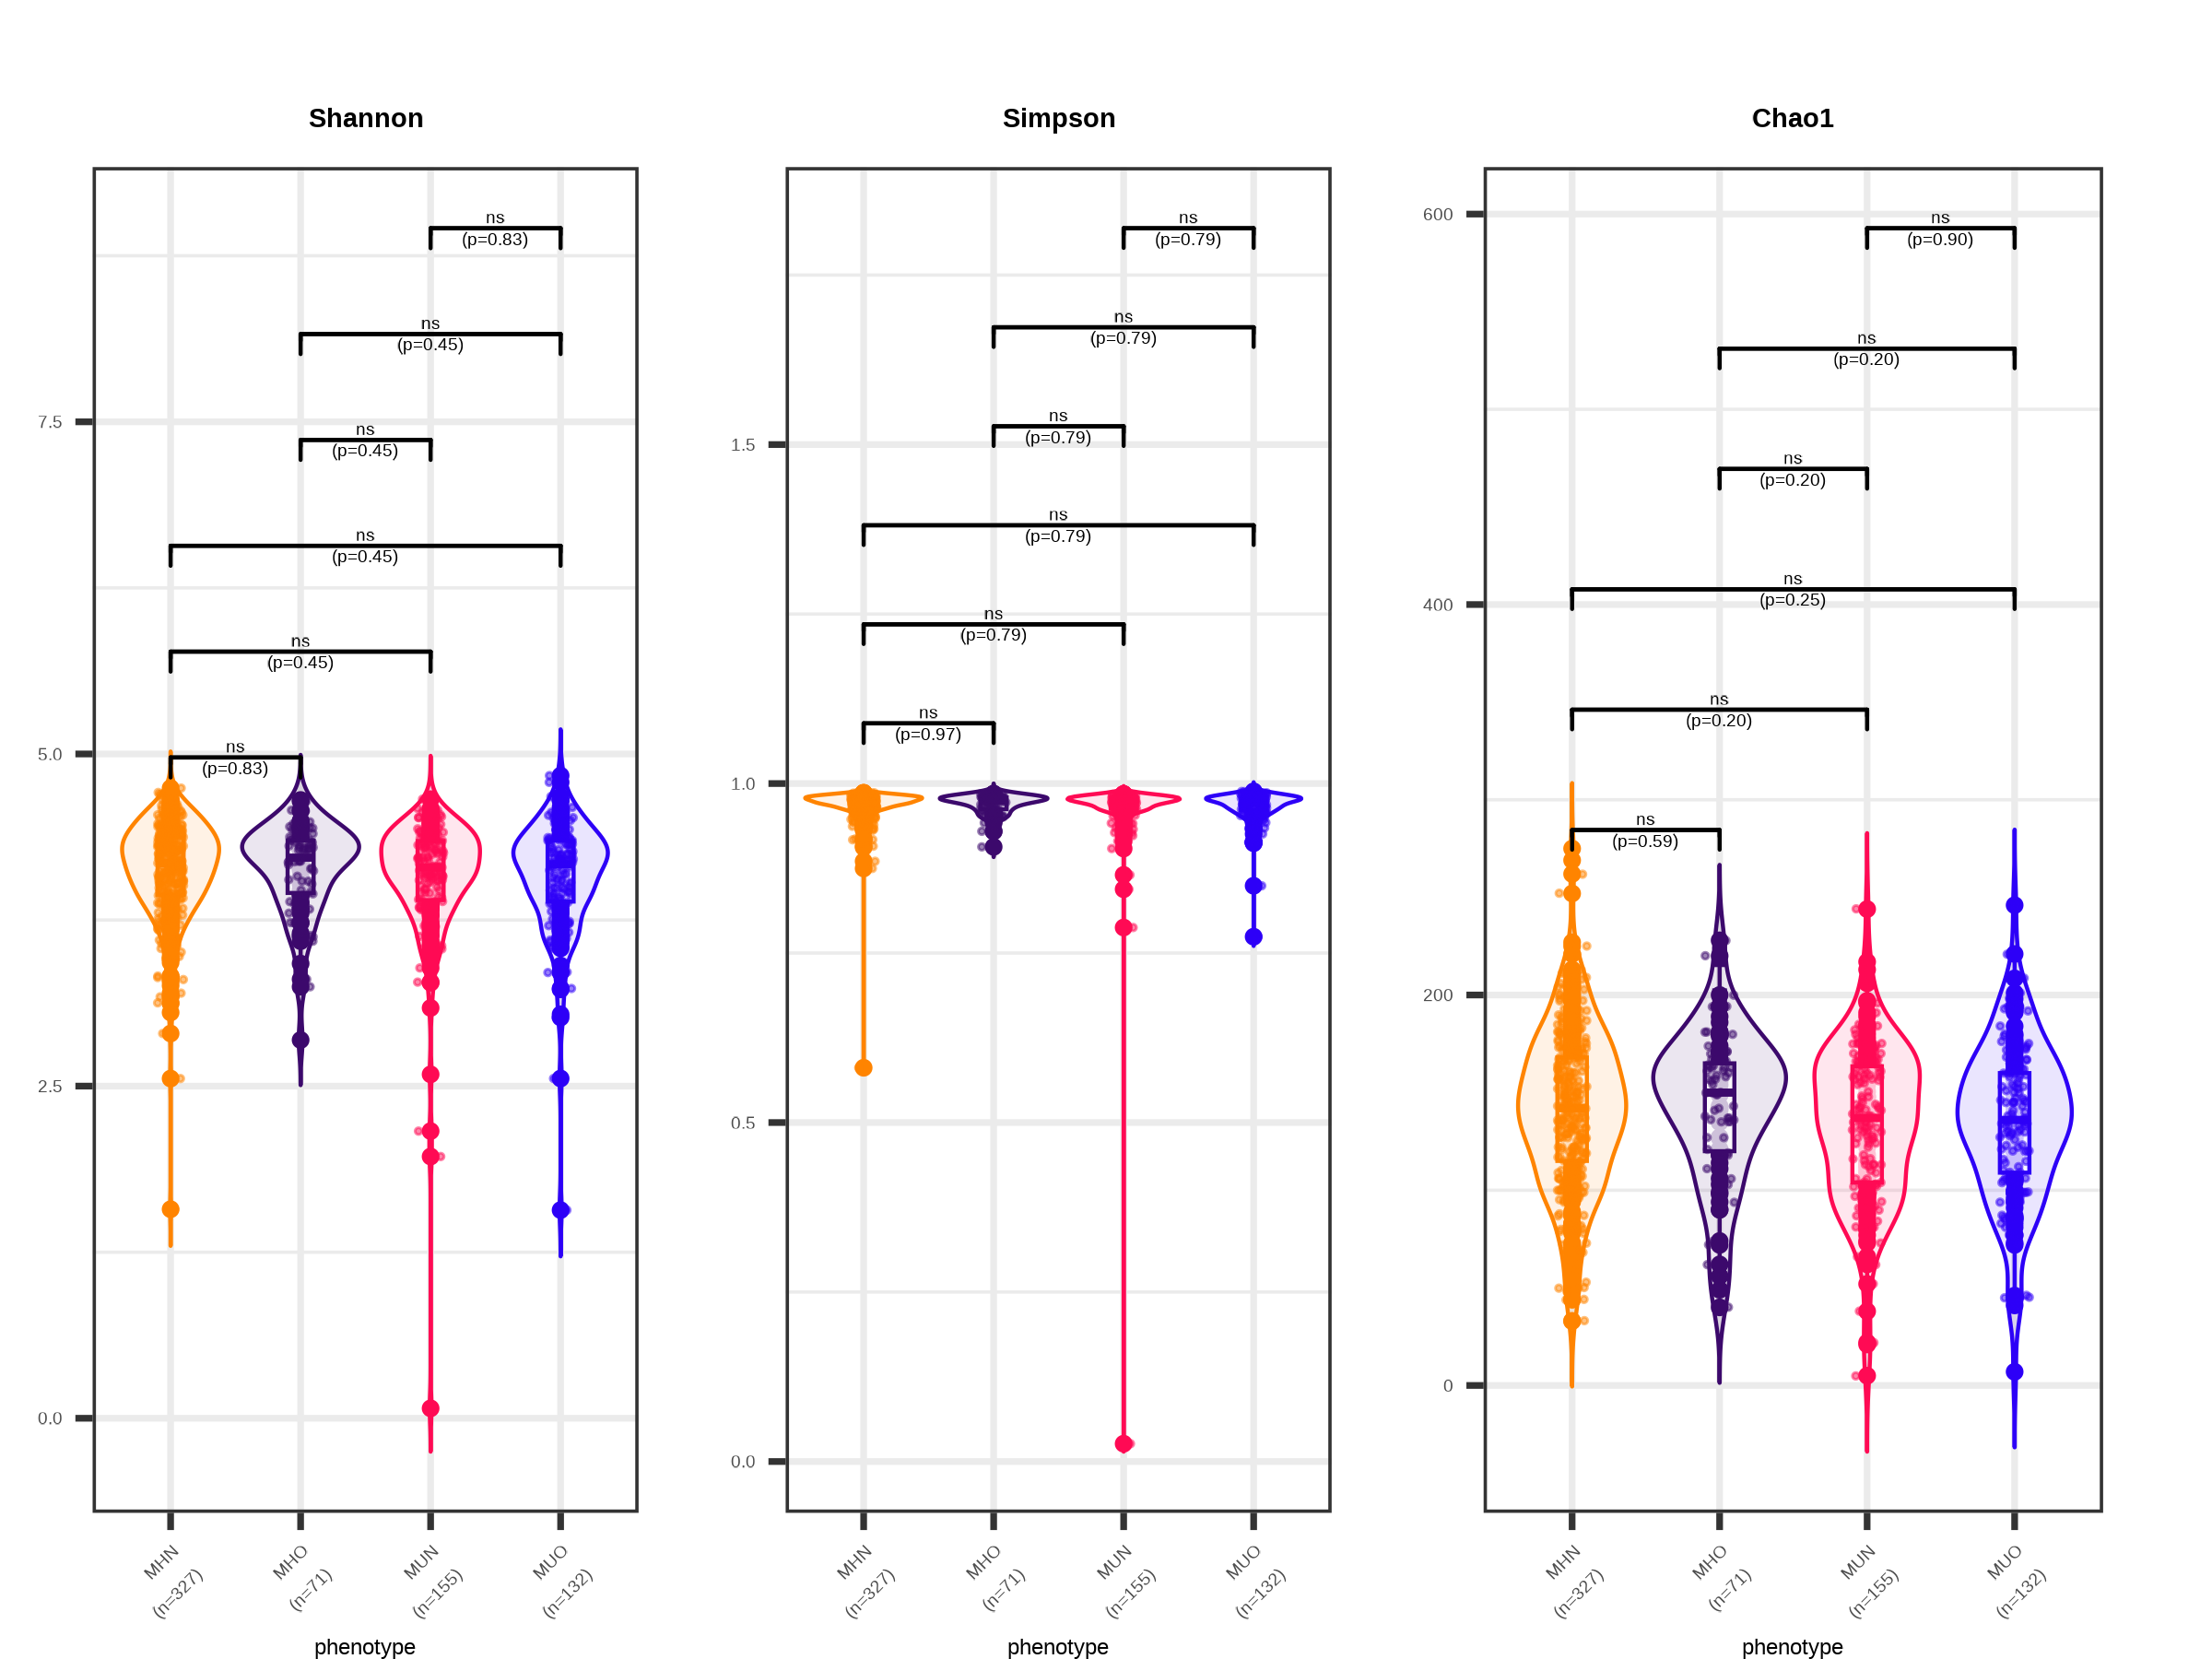 Shannon
ns
(p=0.83)
ns
(p=0.45)
7.5
ns
(p=0.45)
ns
(p=0.45)
ns
(p=0.45)
5.0
ns
(p=0.83)
2.5
0.0
MHN
(n=327)
MHO
(n=71)
MUN
(n=155)
MUO
(n=132)
phenotype
Simpson
ns
(p=0.79)
ns
(p=0.79)
ns
(p=0.79)
1.5
ns
(p=0.79)
ns
(p=0.79)
ns
(p=0.97)
1.0
0.5
0.0
MHN
(n=327)
MHO
(n=71)
MUN
(n=155)
MUO
(n=132)
phenotype
Chao1
600
ns
(p=0.90)
ns
(p=0.20)
ns
(p=0.20)
ns
(p=0.25)
400
ns
(p=0.20)
ns
(p=0.59)
200
0
MHN
(n=327)
MHO
(n=71)
MUN
(n=155)
MUO
(n=132)
phenotype